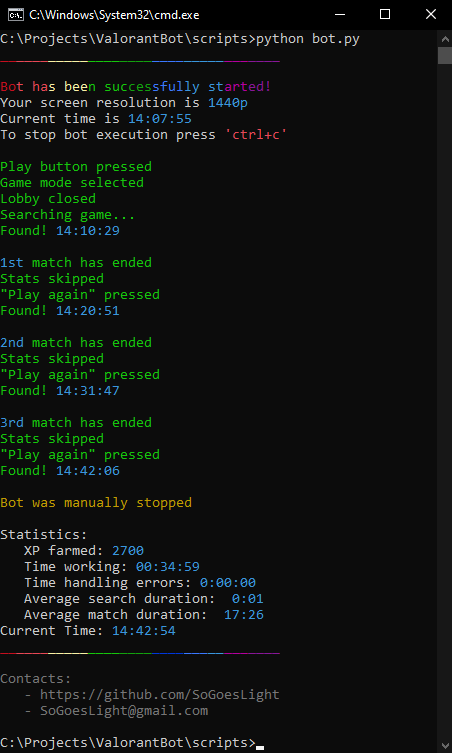 C:\Windows\System32\cmd.exe
C:\Projects\ValorantBot\scripts>python bot.py
___________________________________
Bot has been successfully started!
Your screen resolution is 1440p
Current time is 14:07:55
To stop bot execution press 'ctrl+c'
Play button pressed
Game mode selected
Lobby closed
Searching game...
Found! 14:10:29
1st match has ended
Stats skipped
"Play again" pressed
Found! 14:20:51
2nd match has ended
Stats skipped
"Play again" pressed
Found! 14:31:47
3rd match has ended
Stats skipped
"Play again" pressed
Found! 14:42:06
Bot was manually stopped
Statistics:
   XP farmed: 2700
   Time working: 00:34:59
   Time handling errors: 0:00:00
   Average search duration:  0:01
   Average match duration:  17:26
Current Time: 14:42:54
___________________________________
Contacts:
   - https://github.com/SoGoesLight
   - SoGoesLight@gmail.com
C:\Projects\ValorantBot\scripts>